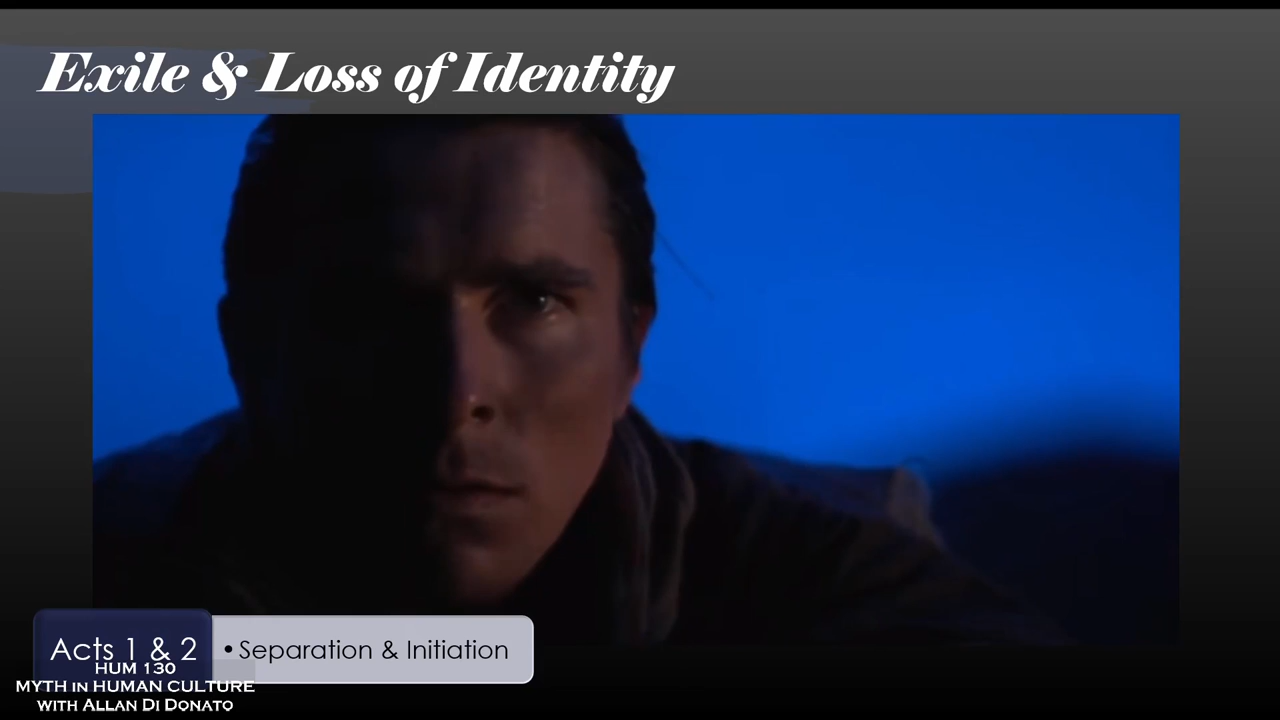 Exile & Loss of Identity
Acts 1 & 2
• Separation & Initiation
HUM 130
MYTH in HUMAN CULTURE
WITH ALLAN DI DONATO